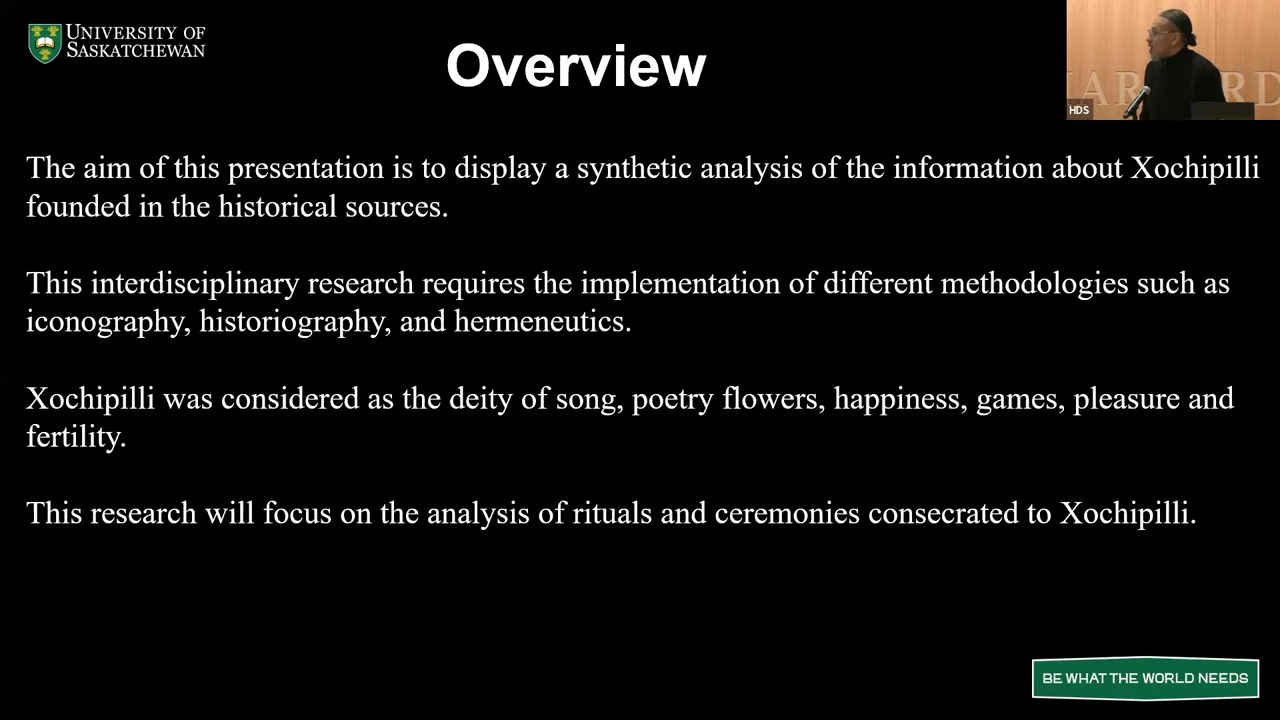 UNIVERSITY OF
SASKATCHEWAN
Overview
HARVARD
HDS
The aim of this presentation is to display a synthetic analysis of the information about Xochipilli
founded in the historical sources.
This interdisciplinary research requires the implementation of different methodologies such as
iconography, historiography, and hermeneutics.
Xochipilli was considered as the deity of song, poetry flowers, happiness, games, pleasure and
fertility.
This research will focus on the analysis of rituals and ceremonies consecrated to Xochipilli.
BE WHAT THE WORLD NEEDS